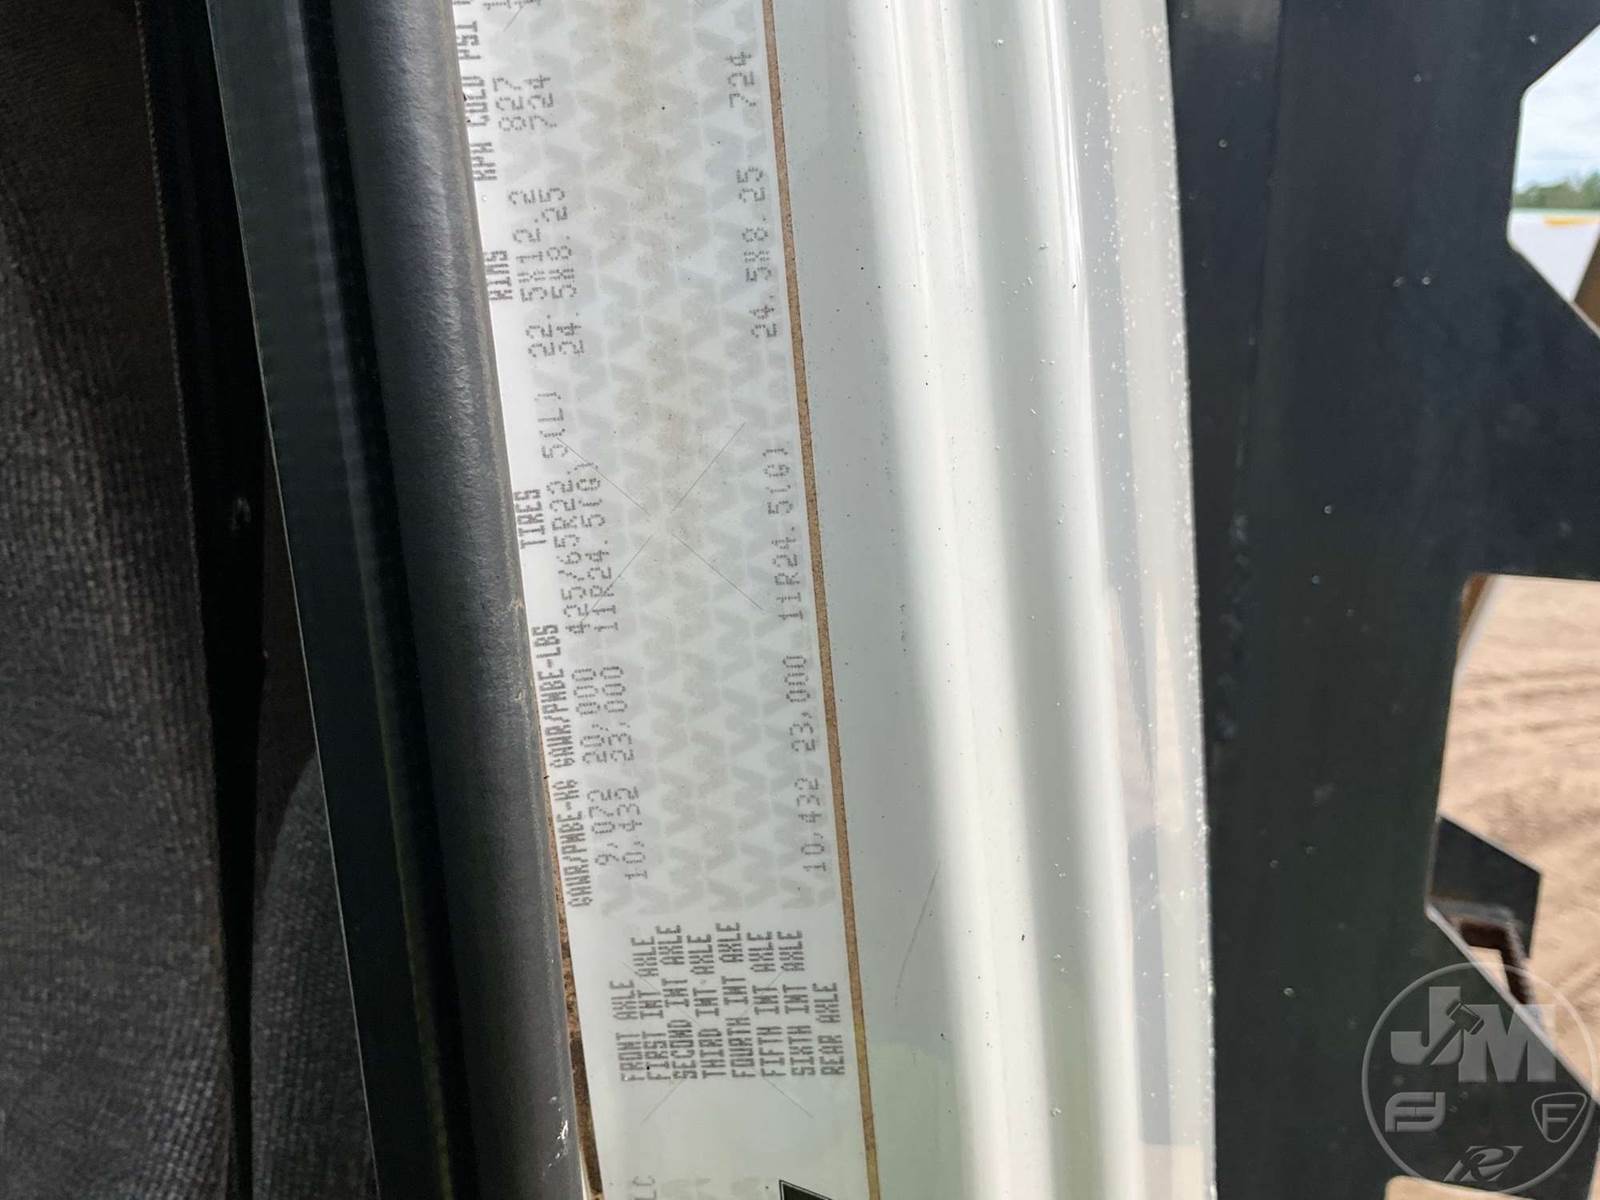 GAWR/PNBE-KG GAWR/PNBE-LBS TIRES RIMS KPA COLD PSI
FRONT AXLE 9,072 20,000 425/65R22.5(L) 22.5X12.2 827
FIRST INT AXLE 10,432 23,000 11R24.5(G) 24.5X8.25 724
SECOND INT AXLE
THIRD INT AXLE
FOURTH INT AXLE
FIFTH INT AXLE
SIXTH INT AXLE
REAR AXLE 10,432 23,000 11R24.5(G) 24.5X8.25 724
LC
JM
F
R